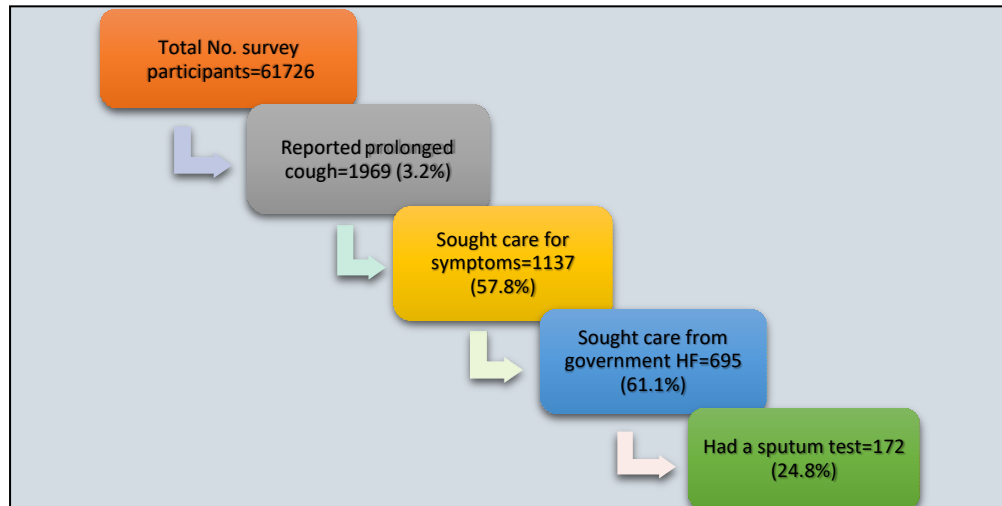 Total No. survey
participants=61726
Reported prolonged
cough=1969 (3.2%)
Sought care for
symptoms=1137
(57.8%)
Sought care from
government HF=695
(61.1%)
Had a sputum test=172
(24.8%)